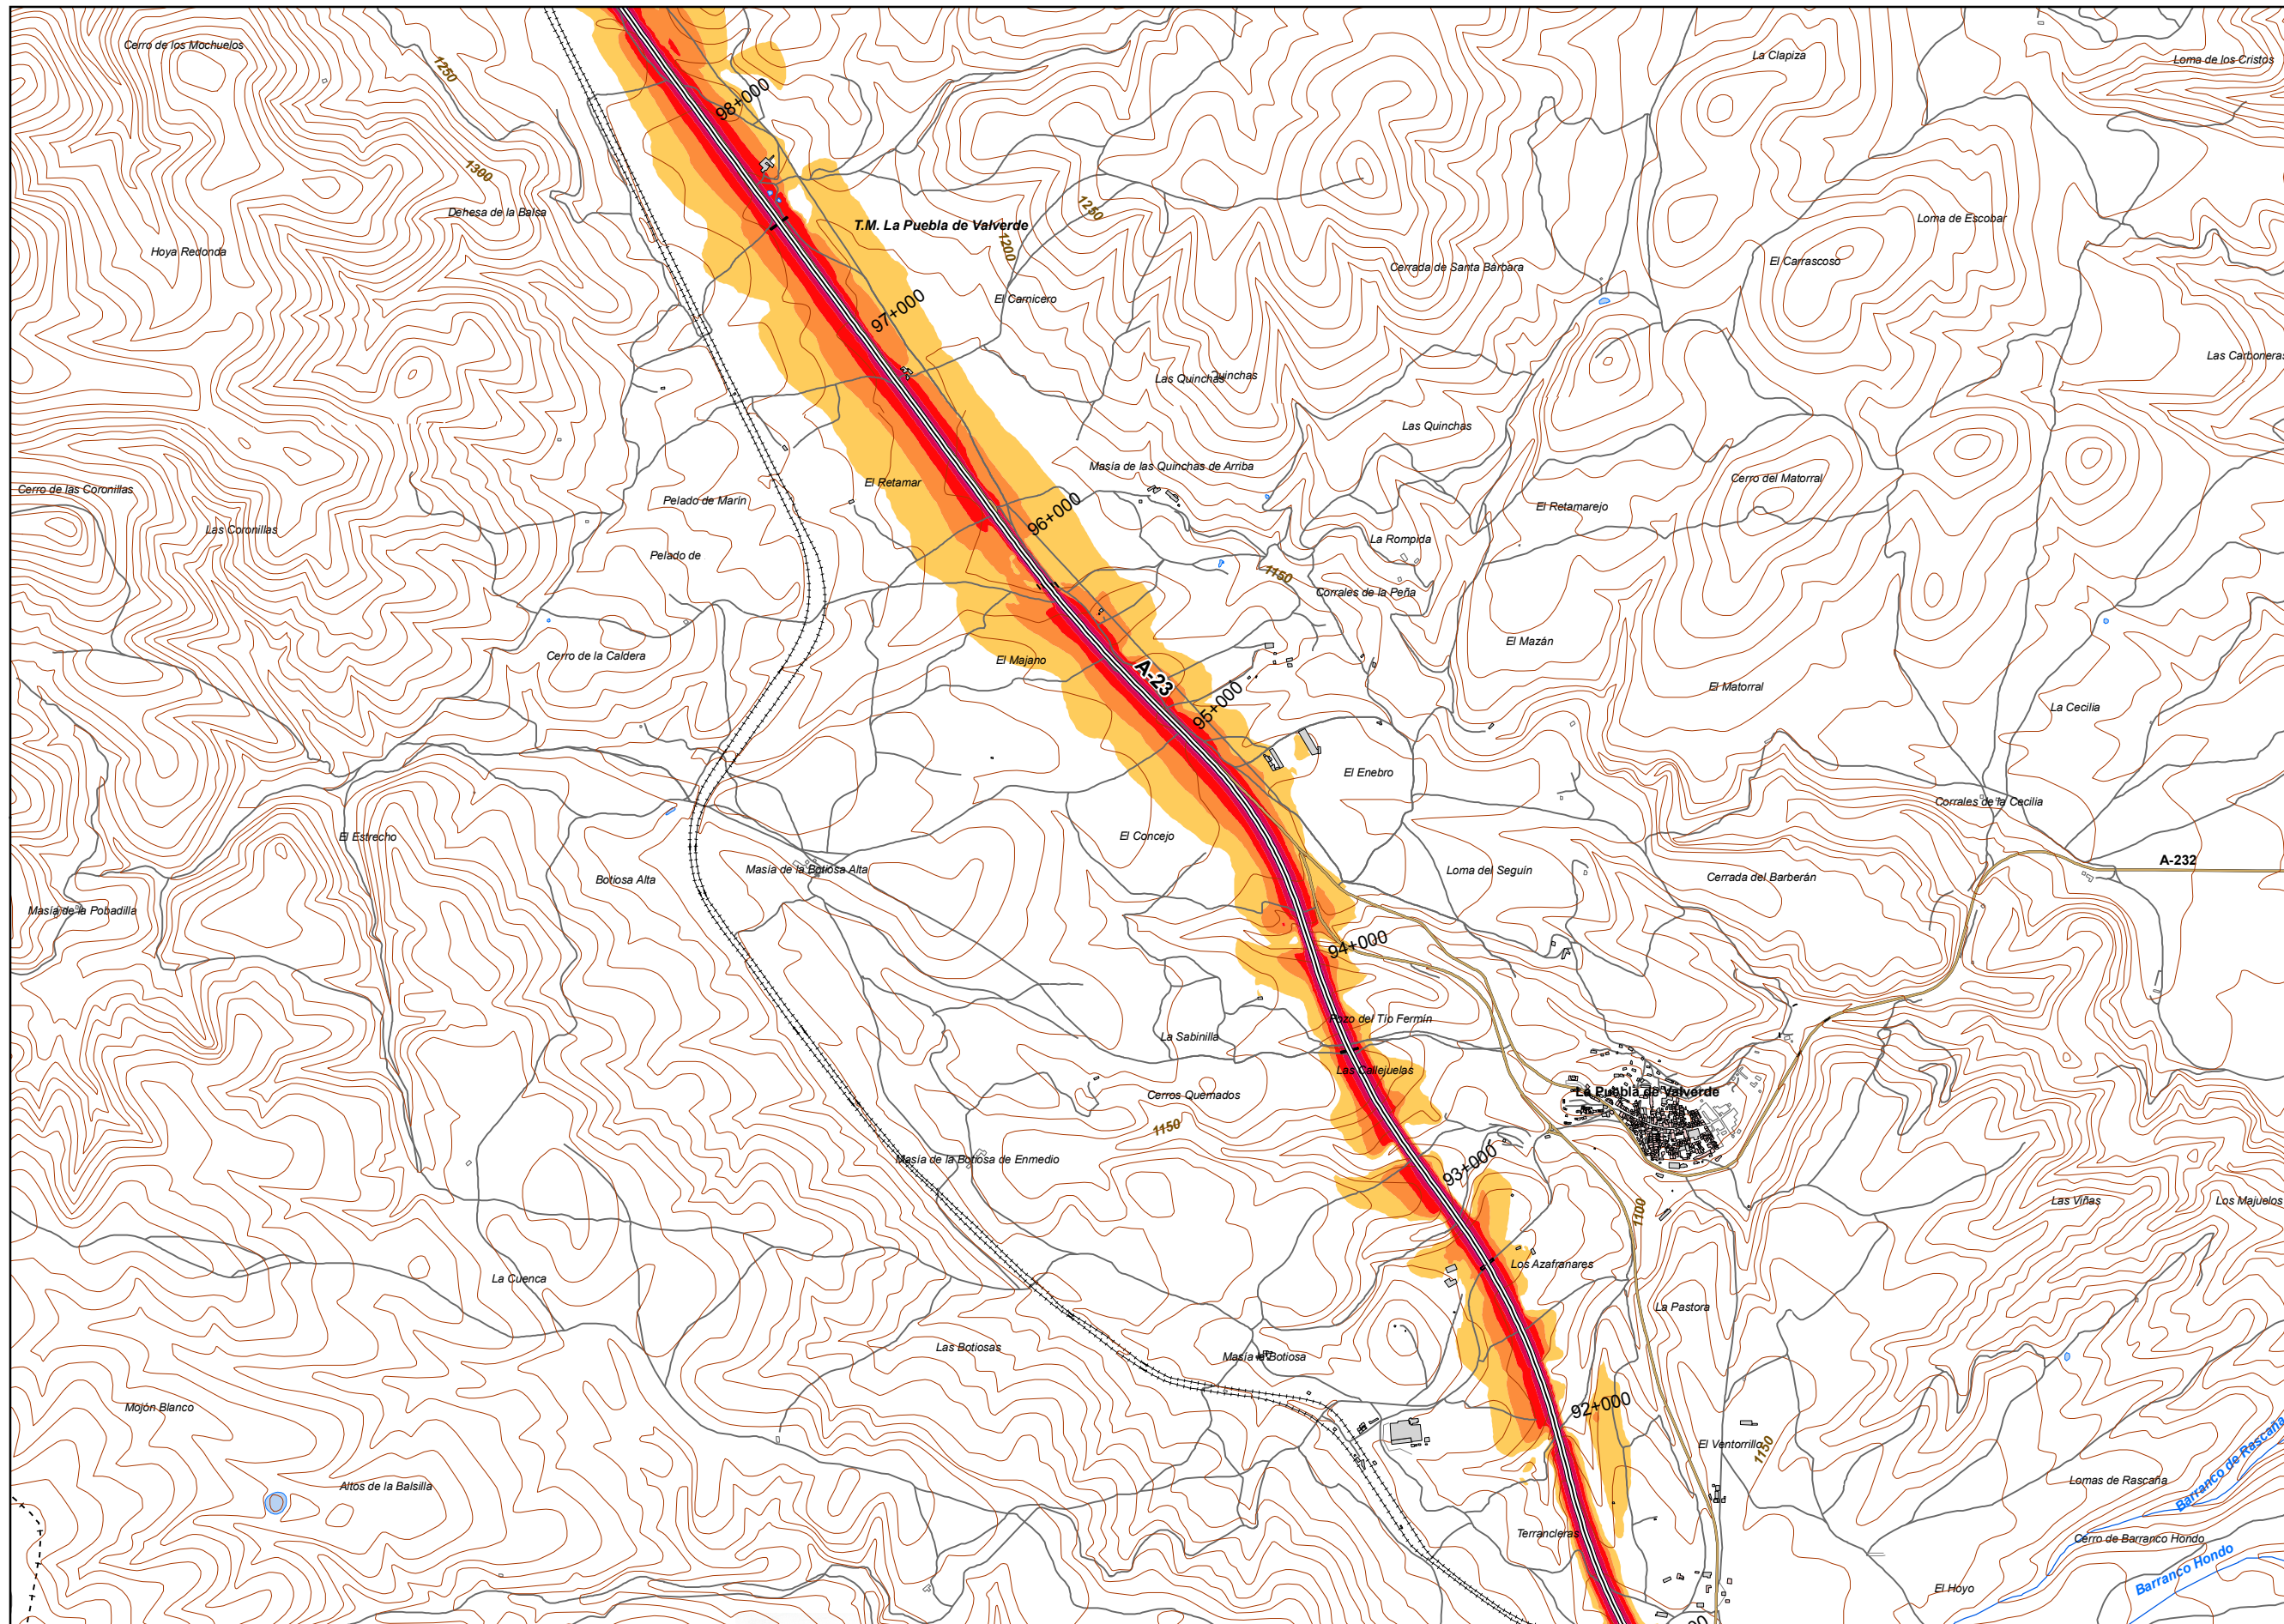 Cerro de los Mochuelos
La Clapiza
Loma de los Cristos
1250
98+000
1300
Dehesa de la Balsa
1250
T.M. La Puebla de Valverde
Loma de Escobar
1200
Hoya Redonda
El Carrascoso
Cerrada de Santa Bárbara
El Carnicero
97+000
Las Carboneras
Las Quinchas
Quinchas
Las Quinchas
Masía de las Quinchas de Arriba
Cerro del Matorral
El Retamar
Cerro de las Coronillas
Pelado de Marín
El Retamarejo
96+000
Las Coronillas
La Rompida
Pelado de
1150
Corrales de la Peña
El Mazán
Cerro de la Caldera
El Majano
A-23
El Matorral
95+000
La Cecilia
El Enebro
Corrales de la Cecilia
El Estrecho
El Concejo
A-232
Masía de la Botiosa Alta
Loma del Seguín
Botiosa Alta
Cerrada del Barberán
Masía de la Pobadilla
94+000
Pozo del Tío Fermín
La Sabinilla
Las Callejuelas
La Puebla de Valverde
Cerros Quemados
1150
Masía de la Botiosa de Enmedio
93+000
Las Viñas
Los Majuelos
1100
Los Azafranares
La Cuenca
La Pastora
Las Botiosas
Masía Botiosa
92+000
Mojón Blanco
El Ventorrillo
1150
Barranco de Rascaña
Lomas de Rascaña
Altos de la Balsilla
Terrancleras
Cerro de Barranco Hondo
Barranco Hondo
El Hoyo